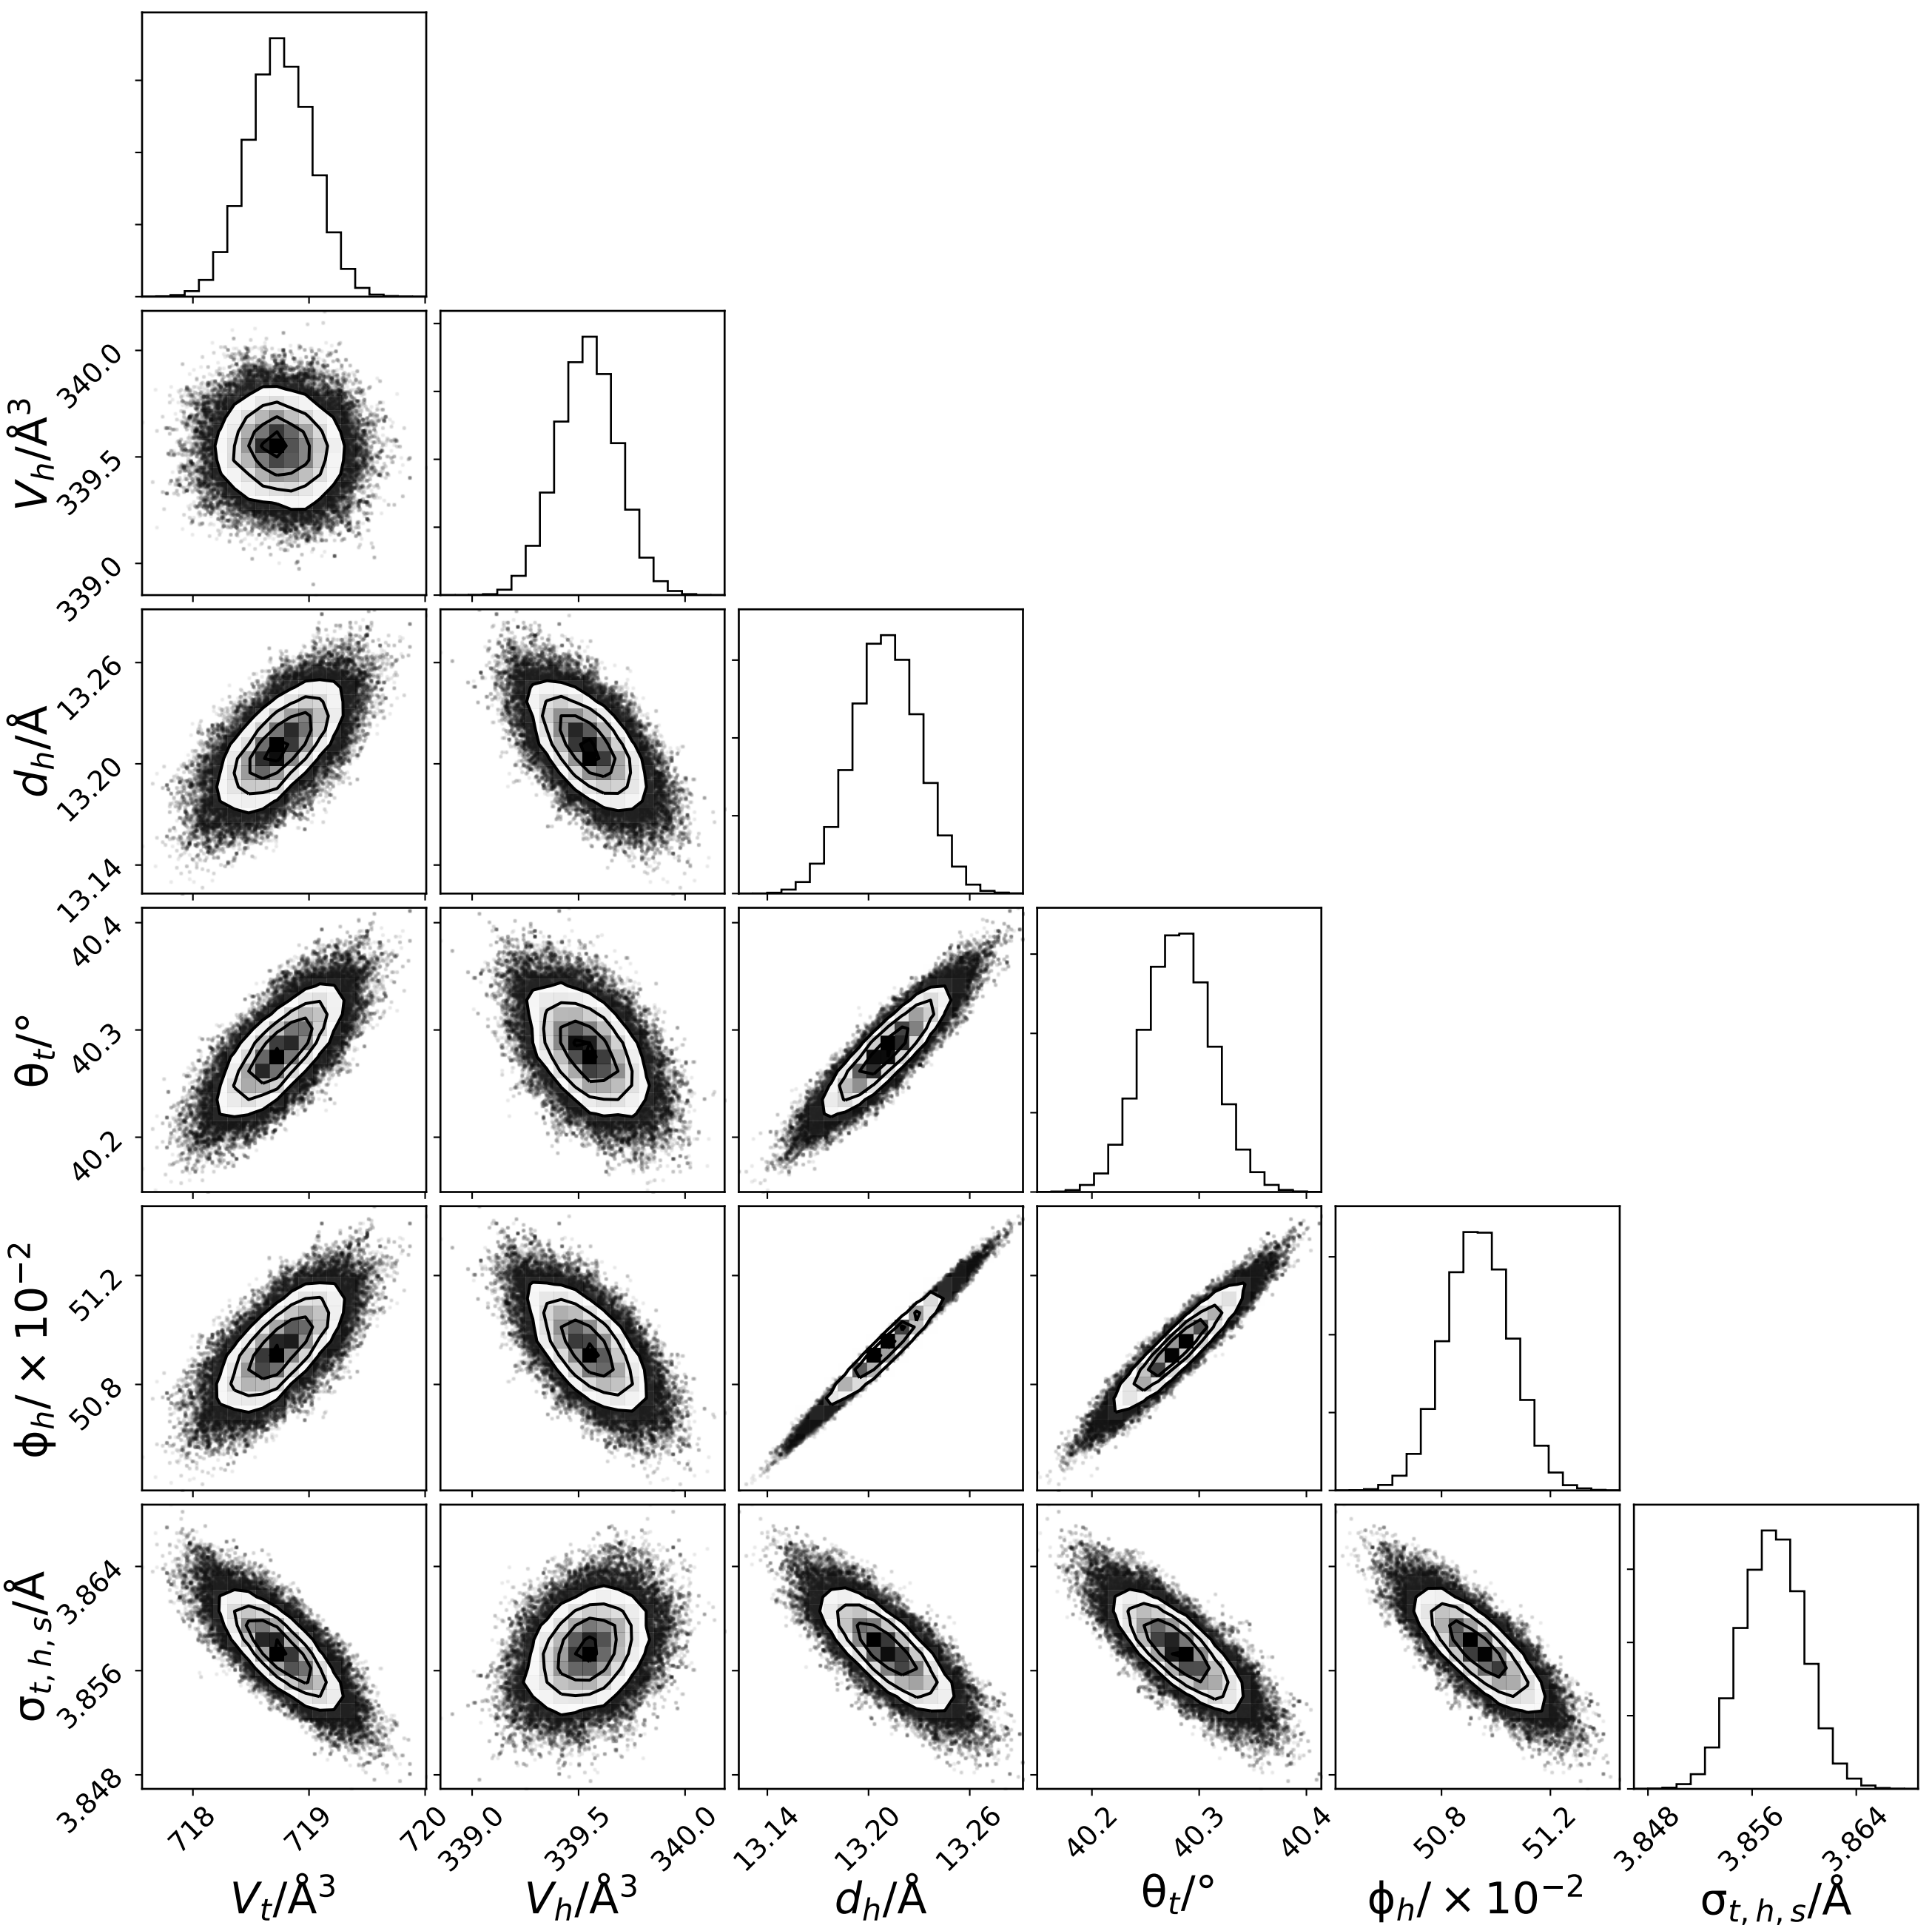 V_h/Å^3
340.0
339.5
339.0
d_h/Å
13.26
13.20
13.14
θ_t/°
40.4
40.3
40.2
ϕ_h/ × 10^−2
51.2
50.8
σ_t, h, s/Å
3.864
3.856
3.848
718 719 720
339.0 339.5 340.0
13.14 13.20 13.26
40.2 40.3 40.4
50.8 51.2
3.848 3.856 3.864
V_t/Å^3
V_h/Å^3
d_h/Å
θ_t/°
ϕ_h/ × 10^−2
σ_t, h, s/Å